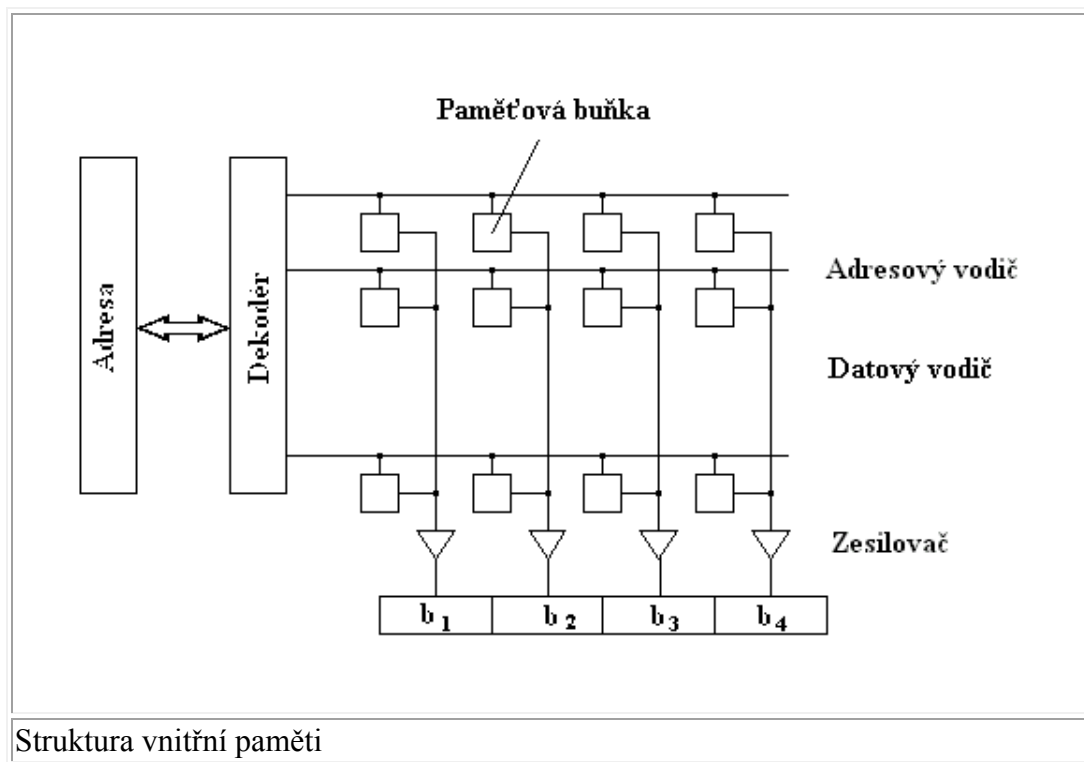 Paměťová buňka
Adresa
Dekodér
Adresový vodič
Datový vodič
Zesilovač
b1 b2 b3 b4
Struktura vnitřní paměti